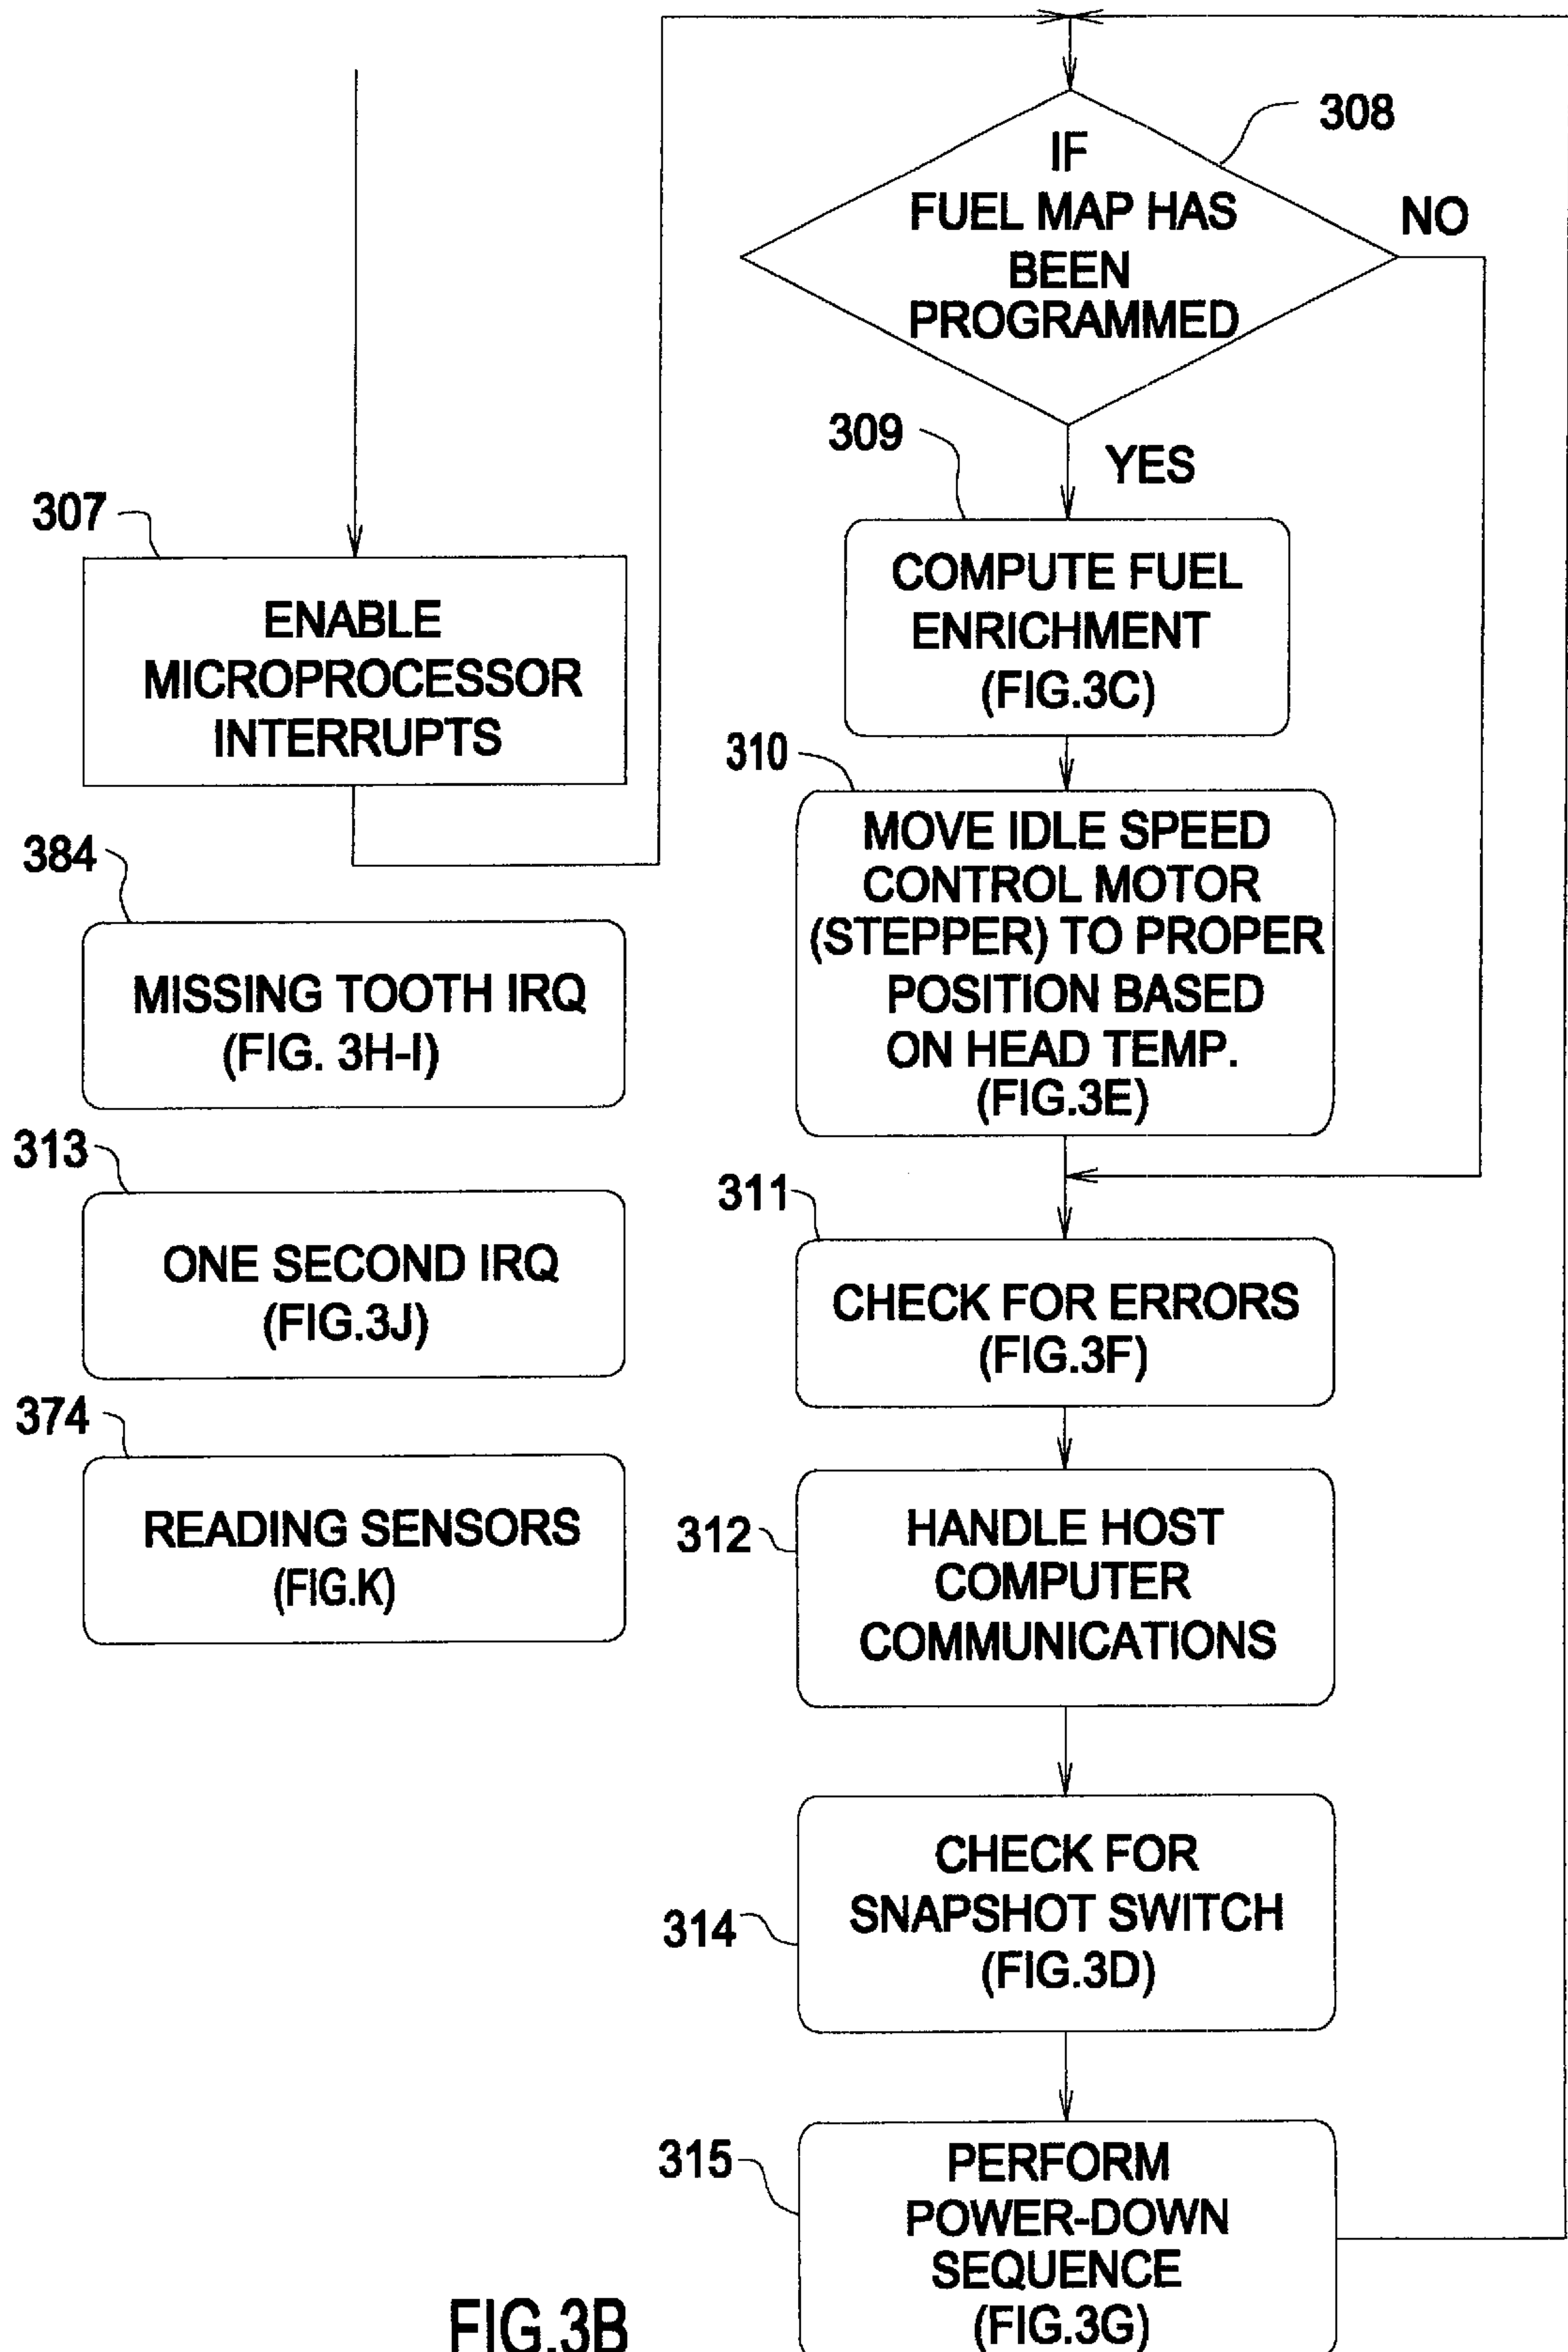 308
IF
FUEL MAP HAS
BEEN
PROGRAMMED
NO
YES
307
ENABLE
MICROPROCESSOR
INTERRUPTS
384
MISSING TOOTH IRQ
(FIG. 3H-I)
313
ONE SECOND IRQ
(FIG.3J)
374
READING SENSORS
(FIG.K)
309
COMPUTE FUEL
ENRICHMENT
(FIG.3C)
310
MOVE IDLE SPEED
CONTROL MOTOR
(STEPPER) TO PROPER
POSITION BASED
ON HEAD TEMP.
(FIG.3E)
311
CHECK FOR ERRORS
(FIG.3F)
312
HANDLE HOST
COMPUTER
COMMUNICATIONS
314
CHECK FOR
SNAPSHOT SWITCH
(FIG.3D)
315
PERFORM
POWER-DOWN
SEQUENCE
(FIG.3G)
FIG.3B